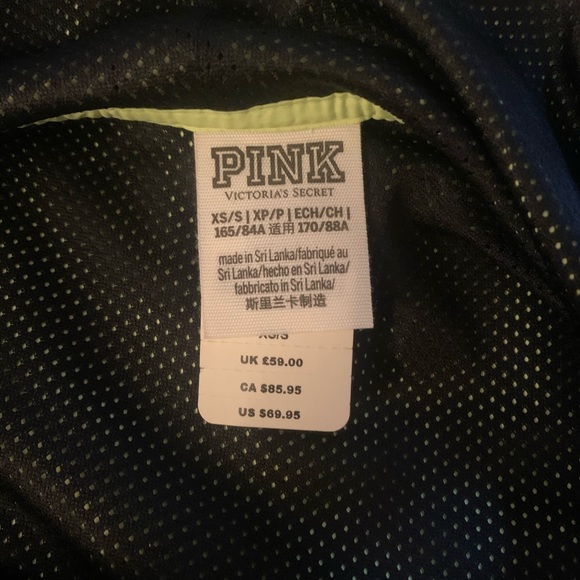 PINK
VICTORIA'S SECRET
XS/S | XP/P | ECH/CH |
165/84A 适用 170/88A
made in Sri Lanka/fabriqué au
Sri Lanka/hecho en Sri Lanka/
fabbricato in Sri Lanka/
斯里兰卡制造
XS/S
UK £59.00
CA $85.95
US $69.95